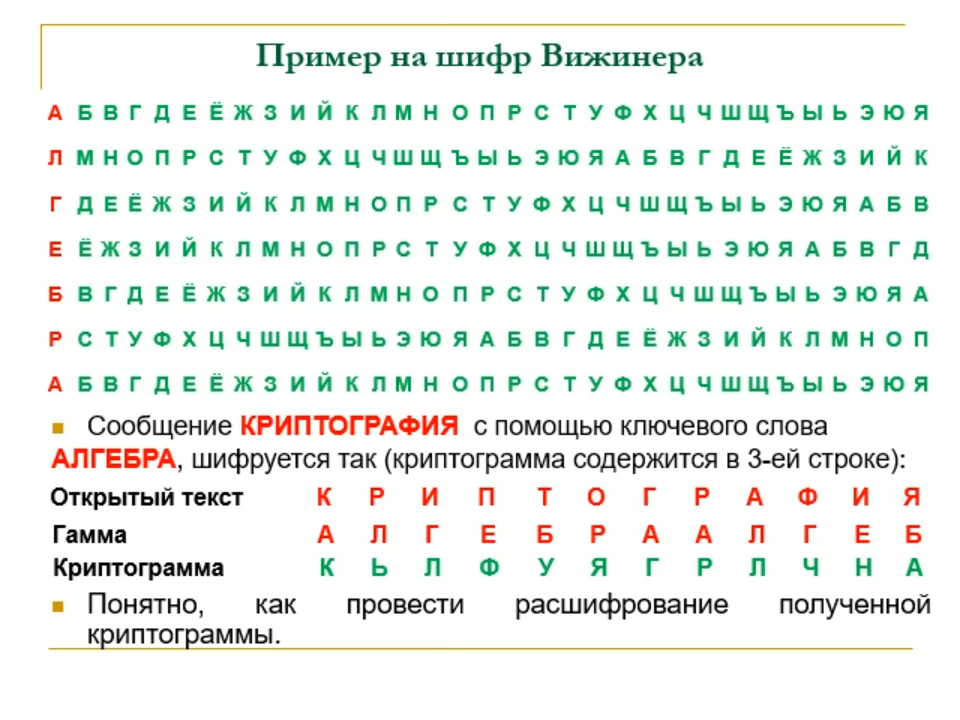 Пример на шифр Вижинера
А Б В Г Д Е Ё Ж З И Й К Л М Н О П Р С Т У Ф Х Ц Ч Ш Щ Ъ Ы Ь Э Ю Я
Л М Н О П Р С Т У Ф Х Ц Ч Ш Щ Ъ Ы Ь Э Ю Я А Б В Г Д Е Ё Ж З И Й К
Г Д Е Ё Ж З И Й К Л М Н О П Р С Т У Ф Х Ц Ч Ш Щ Ъ Ы Ь Э Ю Я А Б В
Е Ё Ж З И Й К Л М Н О П Р С Т У Ф Х Ц Ч Ш Щ Ъ Ы Ь Э Ю Я А Б В Г Д
Б В Г Д Е Ё Ж З И Й К Л М Н О П Р С Т У Ф Х Ц Ч Ш Щ Ъ Ы Ь Э Ю Я А
Р С Т У Ф Х Ц Ч Ш Щ Ъ Ы Ь Э Ю Я А Б В Г Д Е Ё Ж З И Й К Л М Н О П
А Б В Г Д Е Ё Ж З И Й К Л М Н О П Р С Т У Ф Х Ц Ч Ш Щ Ъ Ы Ь Э Ю Я
Сообщение КРИПТОГРАФИЯ с помощью ключевого слова
АЛГЕБРА, шифруется так (криптограмма содержится в 3-ей строке):
Открытый текст К Р И П Т О Г Р А Ф И Я
Гамма А Л Г Е Б Р А А Л Г Е Б
Криптограмма К Ь Л Ф У Я Г Р Л Ч Н А
Понятно, как провести расшифрование полученной
криптограммы.